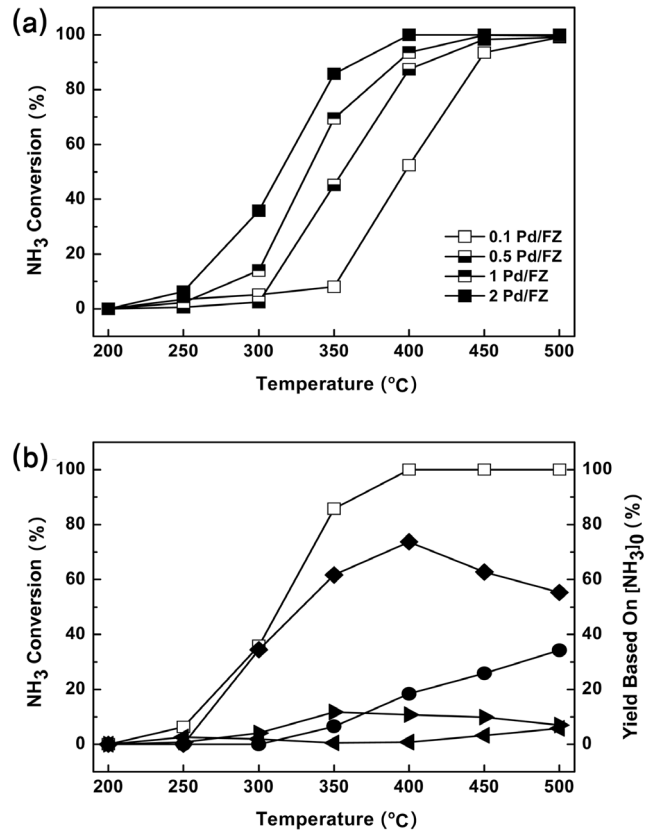 (a)
NH3 Conversion (%)
100
80
60
40
20
0
0.1 Pd/FZ
0.5 Pd/FZ
1 Pd/FZ
2 Pd/FZ
200 250 300 350 400 450 500
Temperature (ºC)
(b)
NH3 Conversion (%)
100 100
80 80
60 60
40 40
20 20
0 0
Yield Based On [NH3]0 (%)
200 250 300 350 400 450 500
Temperature (ºC)